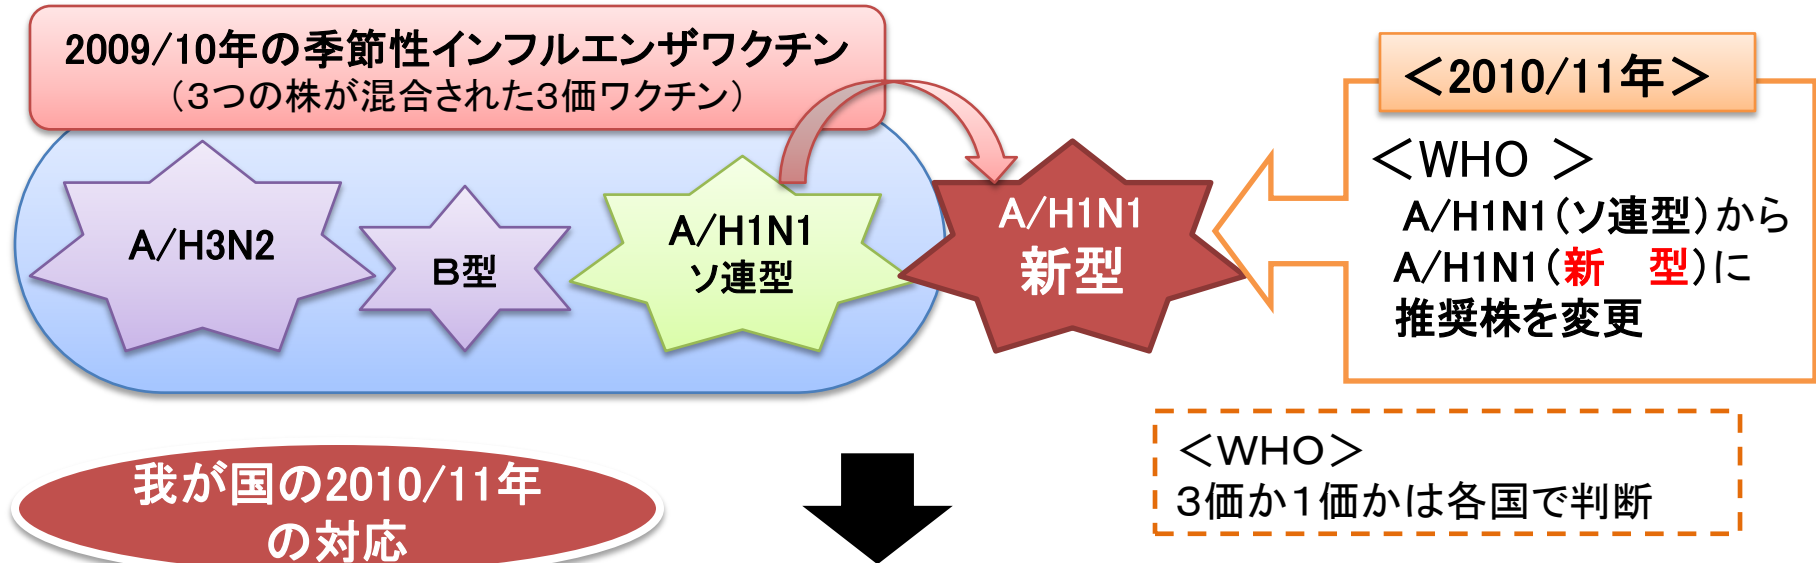 2009/10年の季節性インフルエンザワクチン
（３つの株が混合された３価ワクチン）
A/H3N2
Ｂ型
A/H1N1
ソ連型
A/H1N1
新型
＜2010/11年＞
＜WHO ＞
A/H1N1（ソ連型）から
A/H1N1（新　型）に
推奨株を変更
＜WHO＞
３価か１価かは各国で判断
我が国の2010/11年
の対応